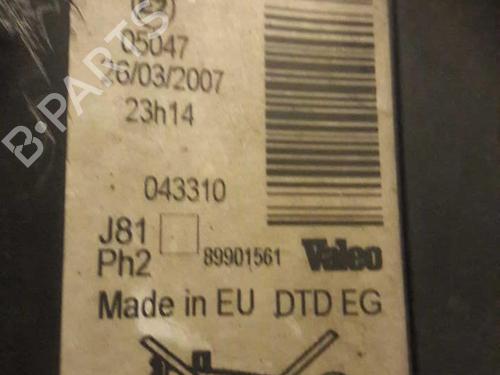 05047
26/03/2007
23h14
043310
J81
Ph2
89901561
Valeo
Made in EU DTD EG
B-PARTS